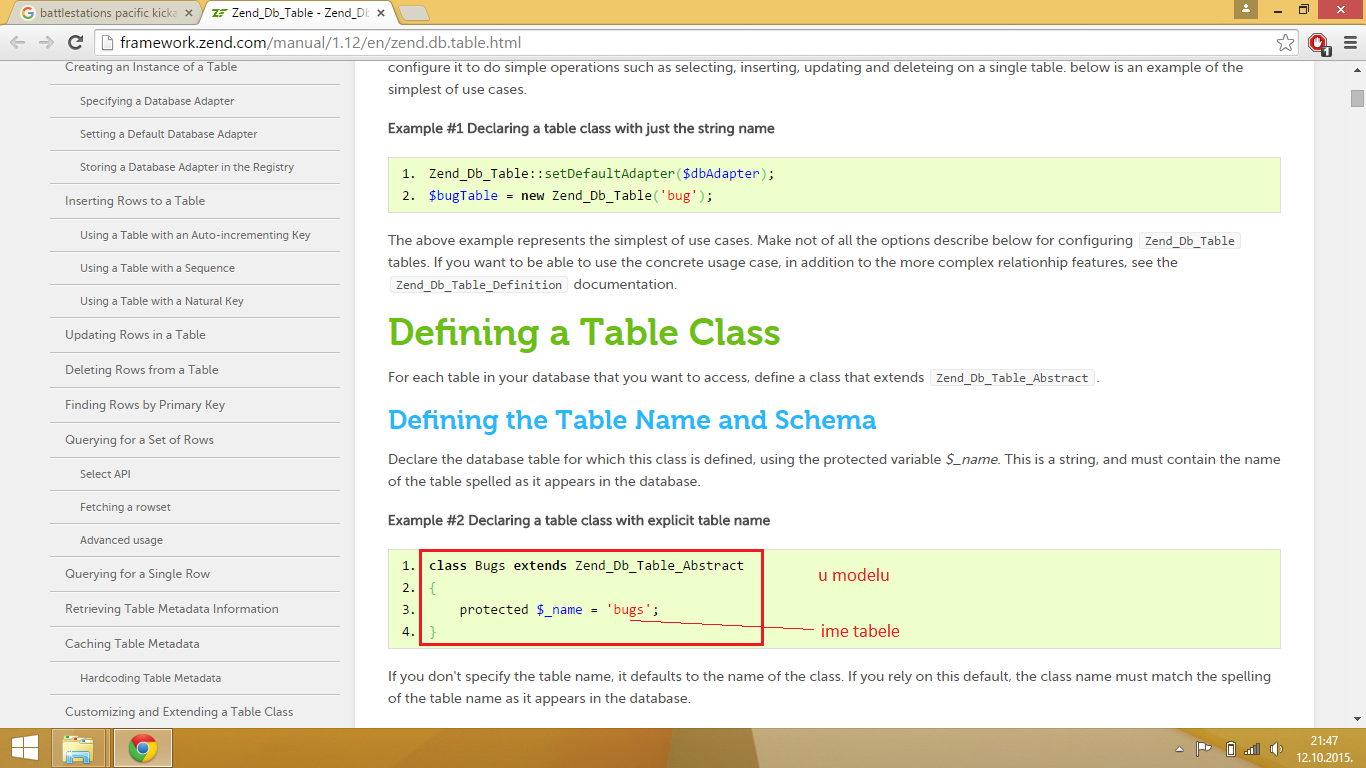 battlestations pacific kicka
Zend_Db_Table - Zend_Db
framework.zend.com/manual/1.12/en/zend.db.table.html
1
Creating an Instance of a Table
Specifying a Database Adapter
Setting a Default Database Adapter
Storing a Database Adapter in the Registry
Inserting Rows to a Table
Using a Table with an Auto-incrementing Key
Using a Table with a Sequence
Using a Table with a Natural Key
Updating Rows in a Table
Deleting Rows from a Table
Finding Rows by Primary Key
Querying for a Set of Rows
Select API
Fetching a rowset
Advanced usage
Querying for a Single Row
Retrieving Table Metadata Information
Caching Table Metadata
Hardcoding Table Metadata
Customizing and Extending a Table Class
configure it to do simple operations such as selecting, inserting, updating and deleteing on a single table. below is an example of the
simplest of use cases.
Example #1 Declaring a table class with just the string name
1. Zend_Db_Table::setDefaultAdapter($dbAdapter);
2. $bugTable = new Zend_Db_Table('bug');
The above example represents the simplest of use cases. Make not of all the options describe below for configuring Zend_Db_Table
tables. If you want to be able to use the concrete usage case, in addition to the more complex relationhip features, see the
Zend_Db_Table_Definition documentation.
Defining a Table Class
For each table in your database that you want to access, define a class that extends Zend_Db_Table_Abstract .
Defining the Table Name and Schema
Declare the database table for which this class is defined, using the protected variable $_name. This is a string, and must contain the name
of the table spelled as it appears in the database.
Example #2 Declaring a table class with explicit table name
1. class Bugs extends Zend_Db_Table_Abstract
u modelu
2. {
3. protected $_name = 'bugs';
ime tabele
4. }
If you don't specify the table name, it defaults to the name of the class. If you rely on this default, the class name must match the spelling
of the table name as it appears in the database.
21:47
12.10.2015.